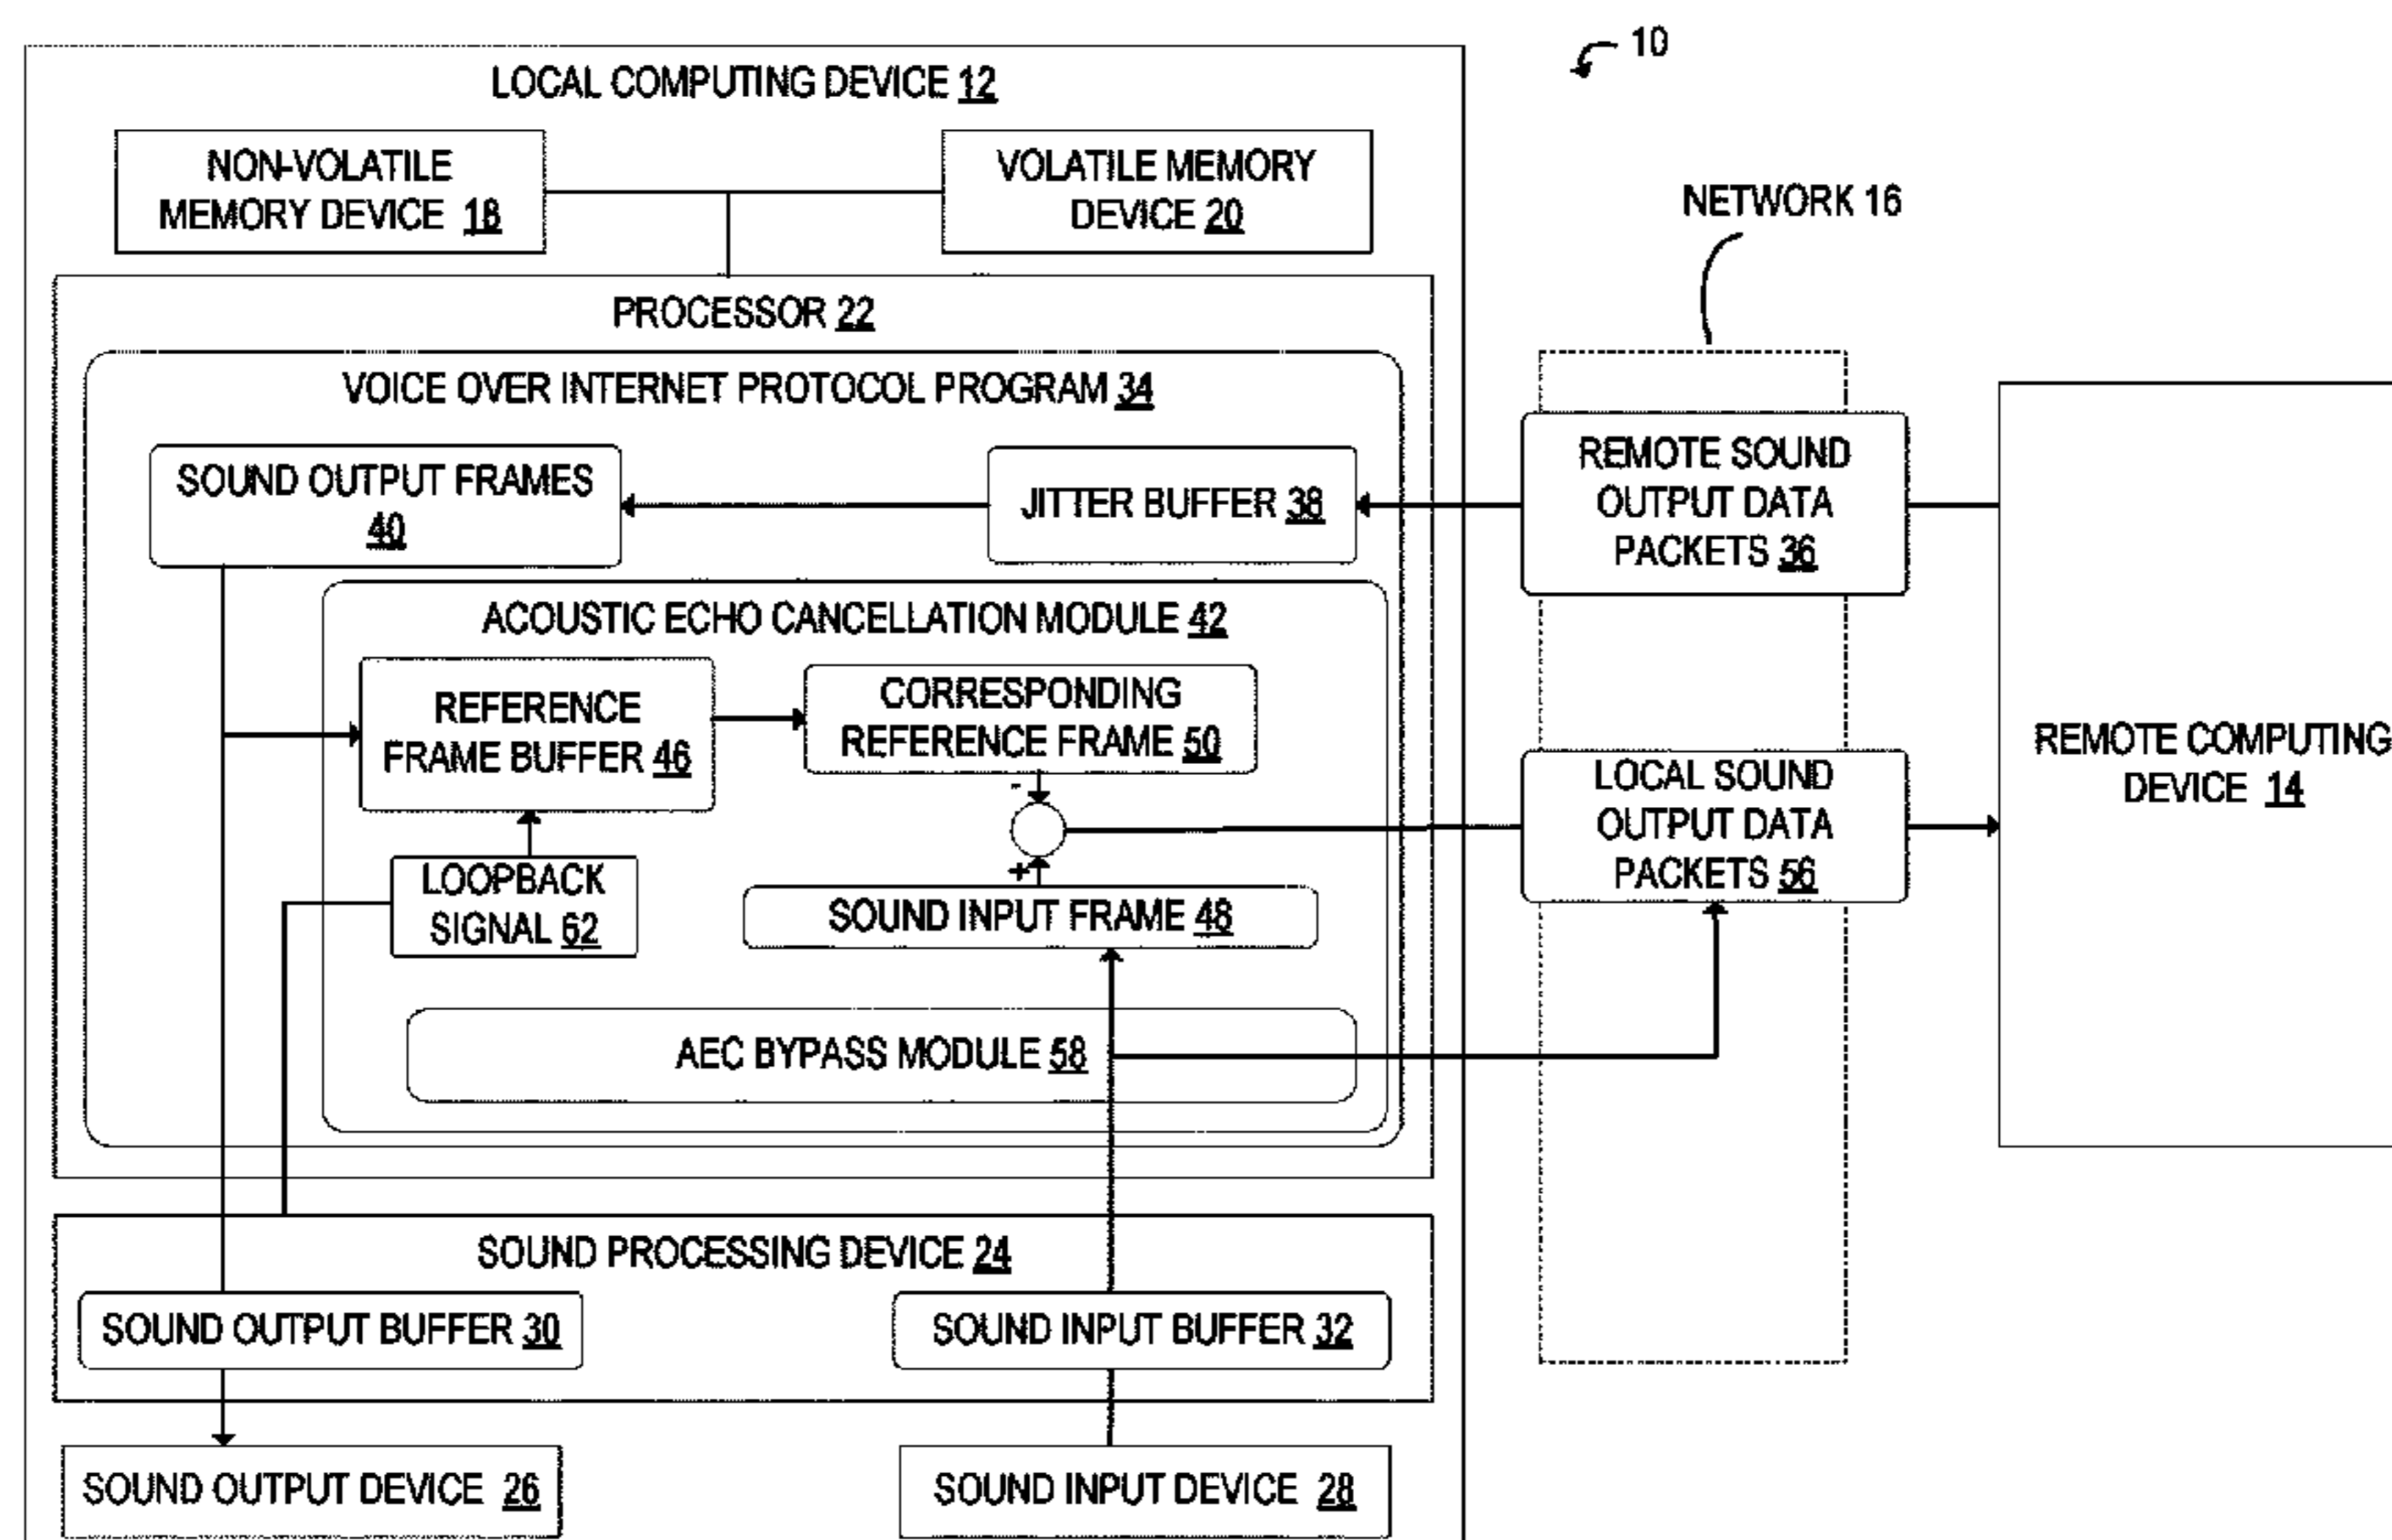 10
LOCAL COMPUTING DEVICE 12
NON-VOLATILE
MEMORY DEVICE 18
VOLATILE MEMORY
DEVICE 20
NETWORK 16
PROCESSOR 22
VOICE OVER INTERNET PROTOCOL PROGRAM 34
SOUND OUTPUT FRAMES
40
JITTER BUFFER 38
REMOTE SOUND
OUTPUT DATA
PACKETS 36
ACOUSTIC ECHO CANCELLATION MODULE 42
REFERENCE
FRAME BUFFER 46
CORRESPONDING
REFERENCE FRAME 50
-
+
LOCAL SOUND
OUTPUT DATA
PACKETS 56
REMOTE COMPUTING
DEVICE 14
LOOPBACK
SIGNAL 62
SOUND INPUT FRAME 48
AEC BYPASS MODULE 58
SOUND PROCESSING DEVICE 24
SOUND OUTPUT BUFFER 30
SOUND INPUT BUFFER 32
SOUND OUTPUT DEVICE 26
SOUND INPUT DEVICE 28